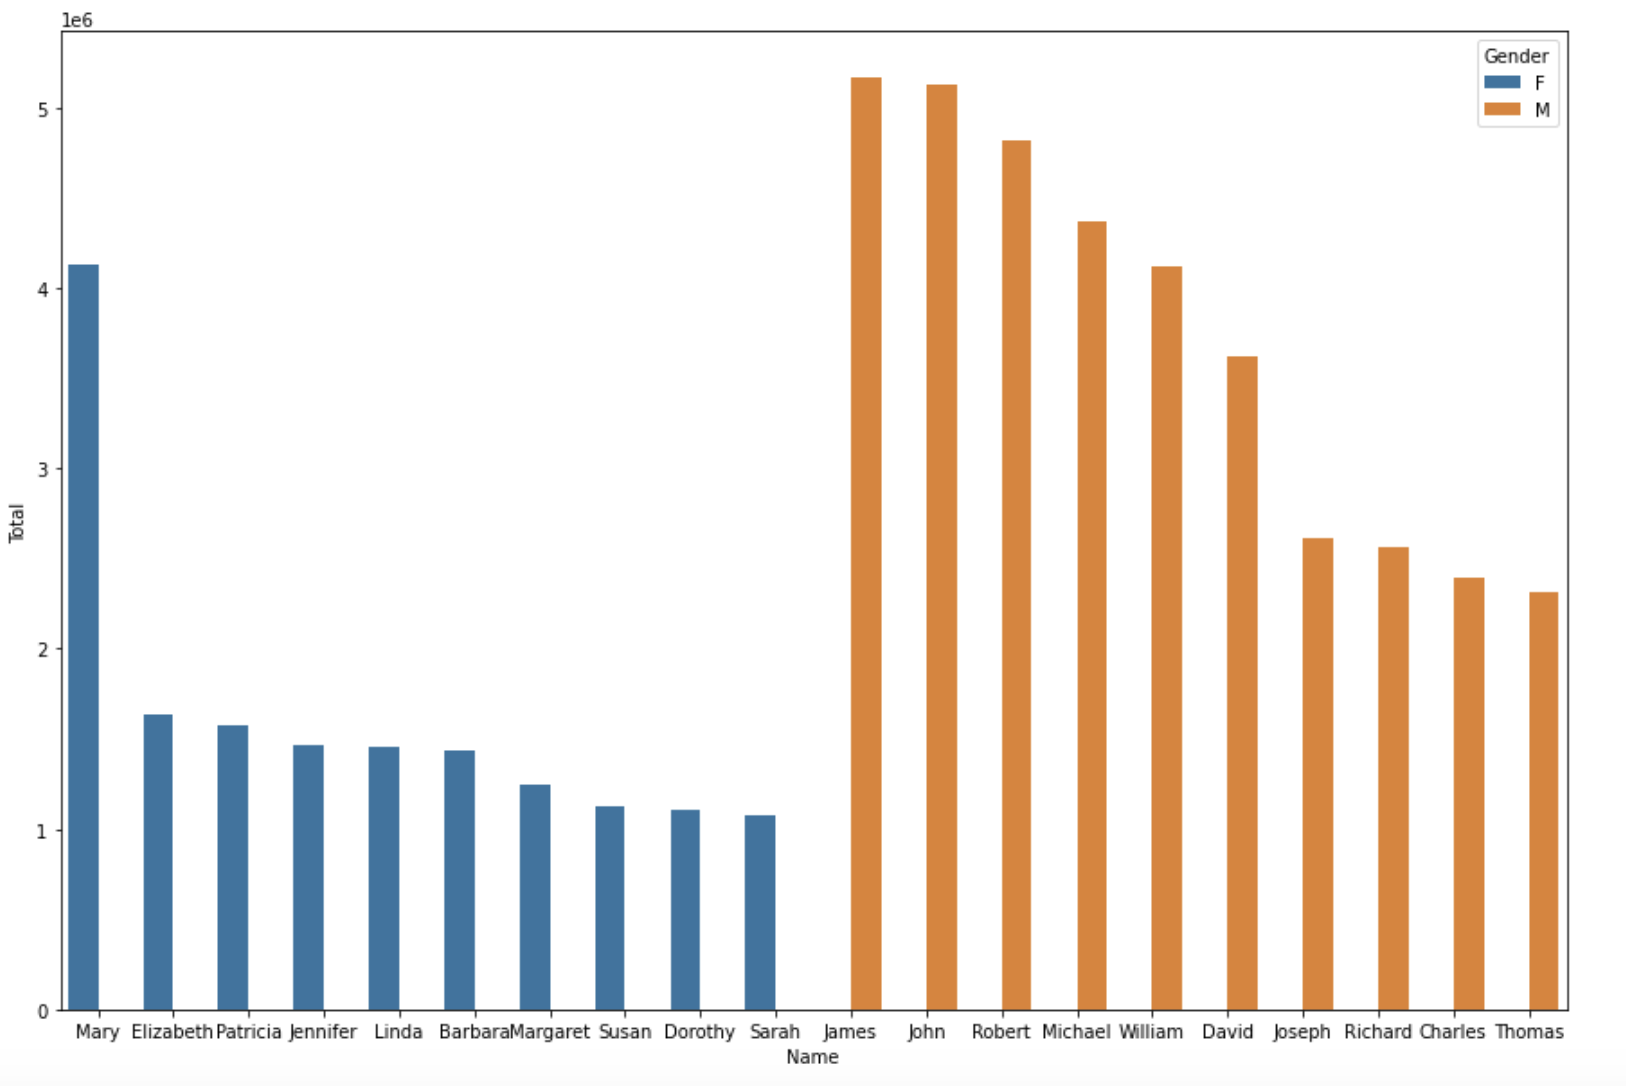 1e6
Gender
F
M
5
4
3
2
1
0
Total
Mary Elizabeth Patricia Jennifer Linda Barbara Margaret Susan Dorothy Sarah James John Robert Michael William David Joseph Richard Charles Thomas
Name